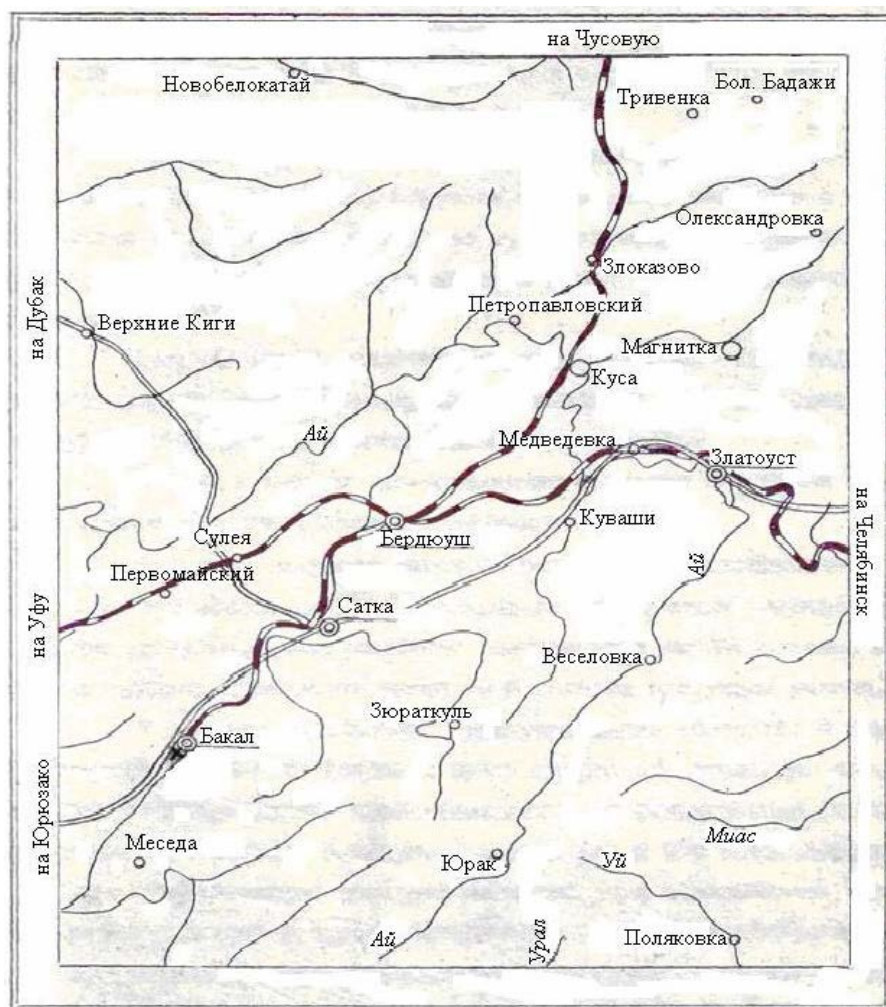 на Чусовую
Новобелокатай
Бол. Бадажи
Тривенка
Олександровка
Злоказово
на Дубак
Верхние Киги
Петропавловский
Магнитка
Куса
Ай
Медведевка
Златоуст
Сулея
Бердюуш
Куваши
Ай
на Челябинск
Первомайский
на Уфу
Сатка
Веселовка
Зюраткуль
Бакал
на Юрюзако
Миас
Меседа
Юрак
Уй
Ай
Урал
Поляковка